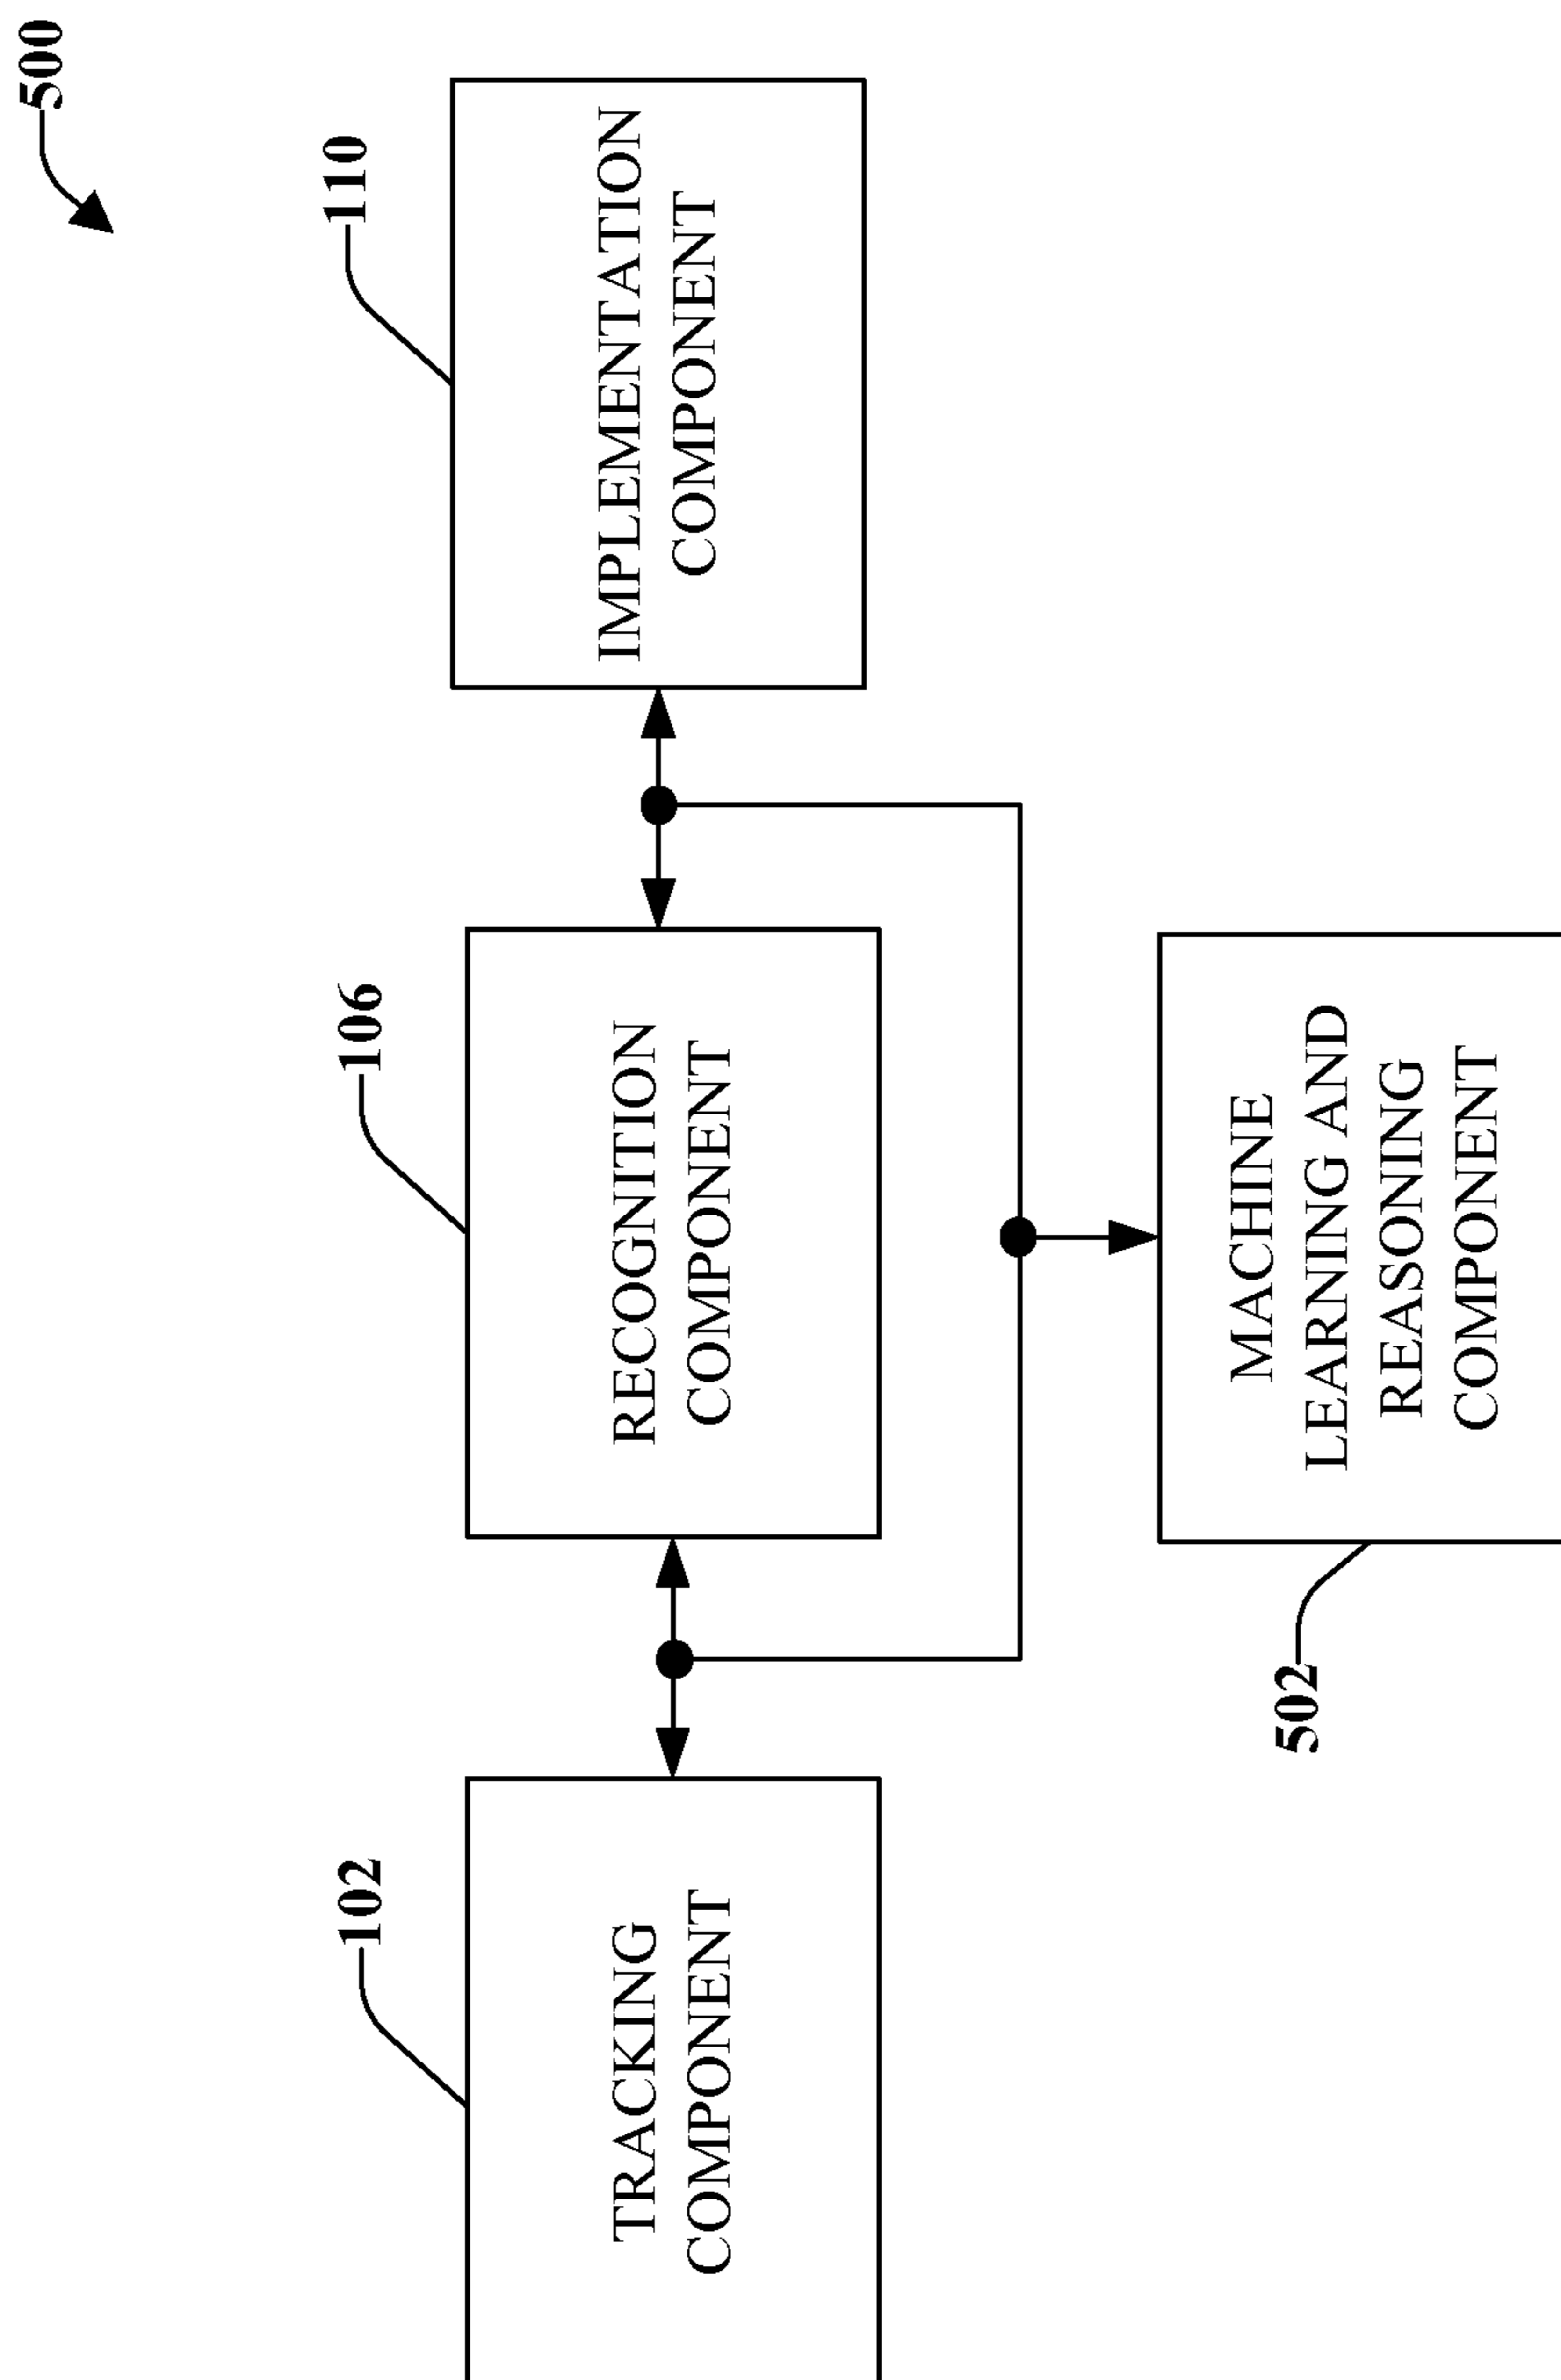 500
102
TRACKING
COMPONENT
106
RECOGNITION
COMPONENT
110
IMPLEMENTATION
COMPONENT
502
MACHINE
LEARNING AND
REASONING
COMPONENT